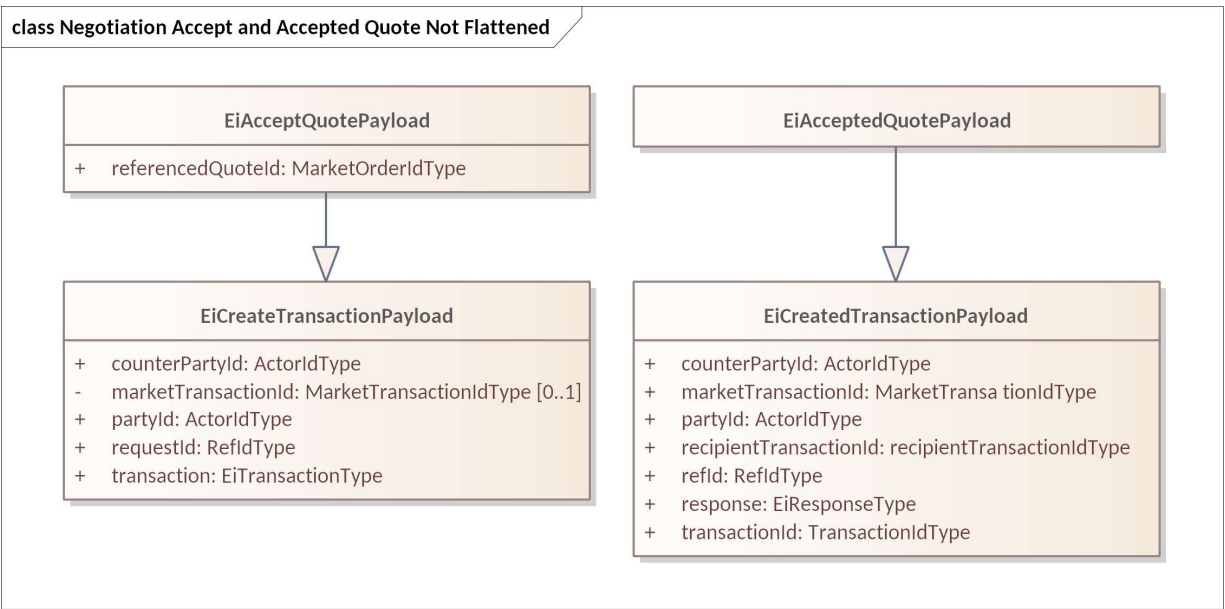 class Negotiation Accept and Accepted Quote Not Flattened
EiAcceptQuotePayload
+ referencedQuoteId: MarketOrderIdType
EiAcceptedQuotePayload
EiCreateTransactionPayload
+ counterPartyId: ActorIdType
- marketTransactionId: MarketTransactionIdType [0..1]
+ partyId: ActorIdType
+ requestId: RefIdType
+ transaction: EiTransactionType
EiCreatedTransactionPayload
+ counterPartyId: ActorIdType
+ marketTransactionId: MarketTransa tionIdType
+ partyId: ActorIdType
+ recipientTransactionId: recipientTransactionIdType
+ refId: RefIdType
+ response: EiResponseType
+ transactionId: TransactionIdType